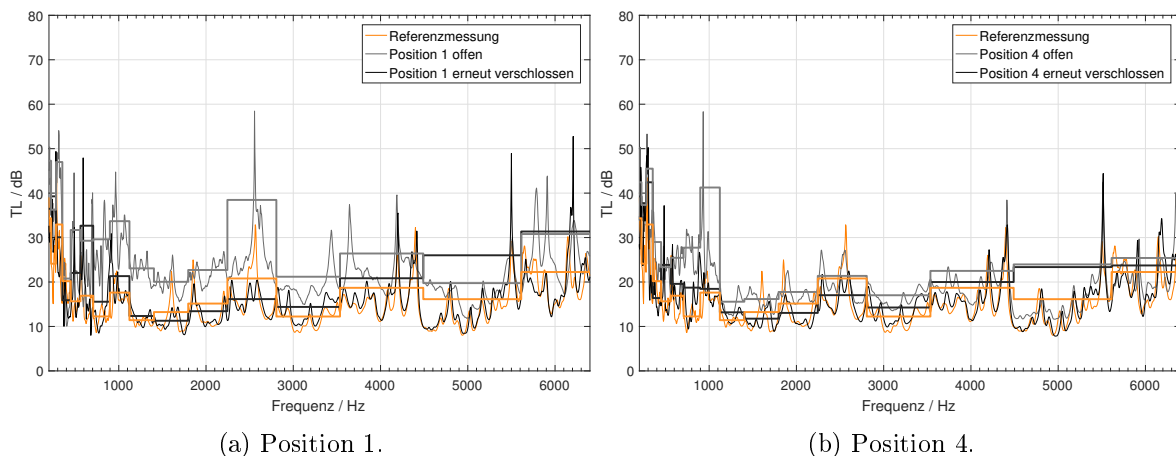 80
70
60
50
40
30
20
10
0
TL / dB
Referenzmessung
Position 1 offen
Position 1 erneut verschlossen
1000 2000 3000 4000 5000 6000
Frequenz / Hz
(a) Position 1.
80
70
60
50
40
30
20
10
0
TL / dB
Referenzmessung
Position 4 offen
Position 4 erneut verschlossen
1000 2000 3000 4000 5000 6000
Frequenz / Hz
(b) Position 4.